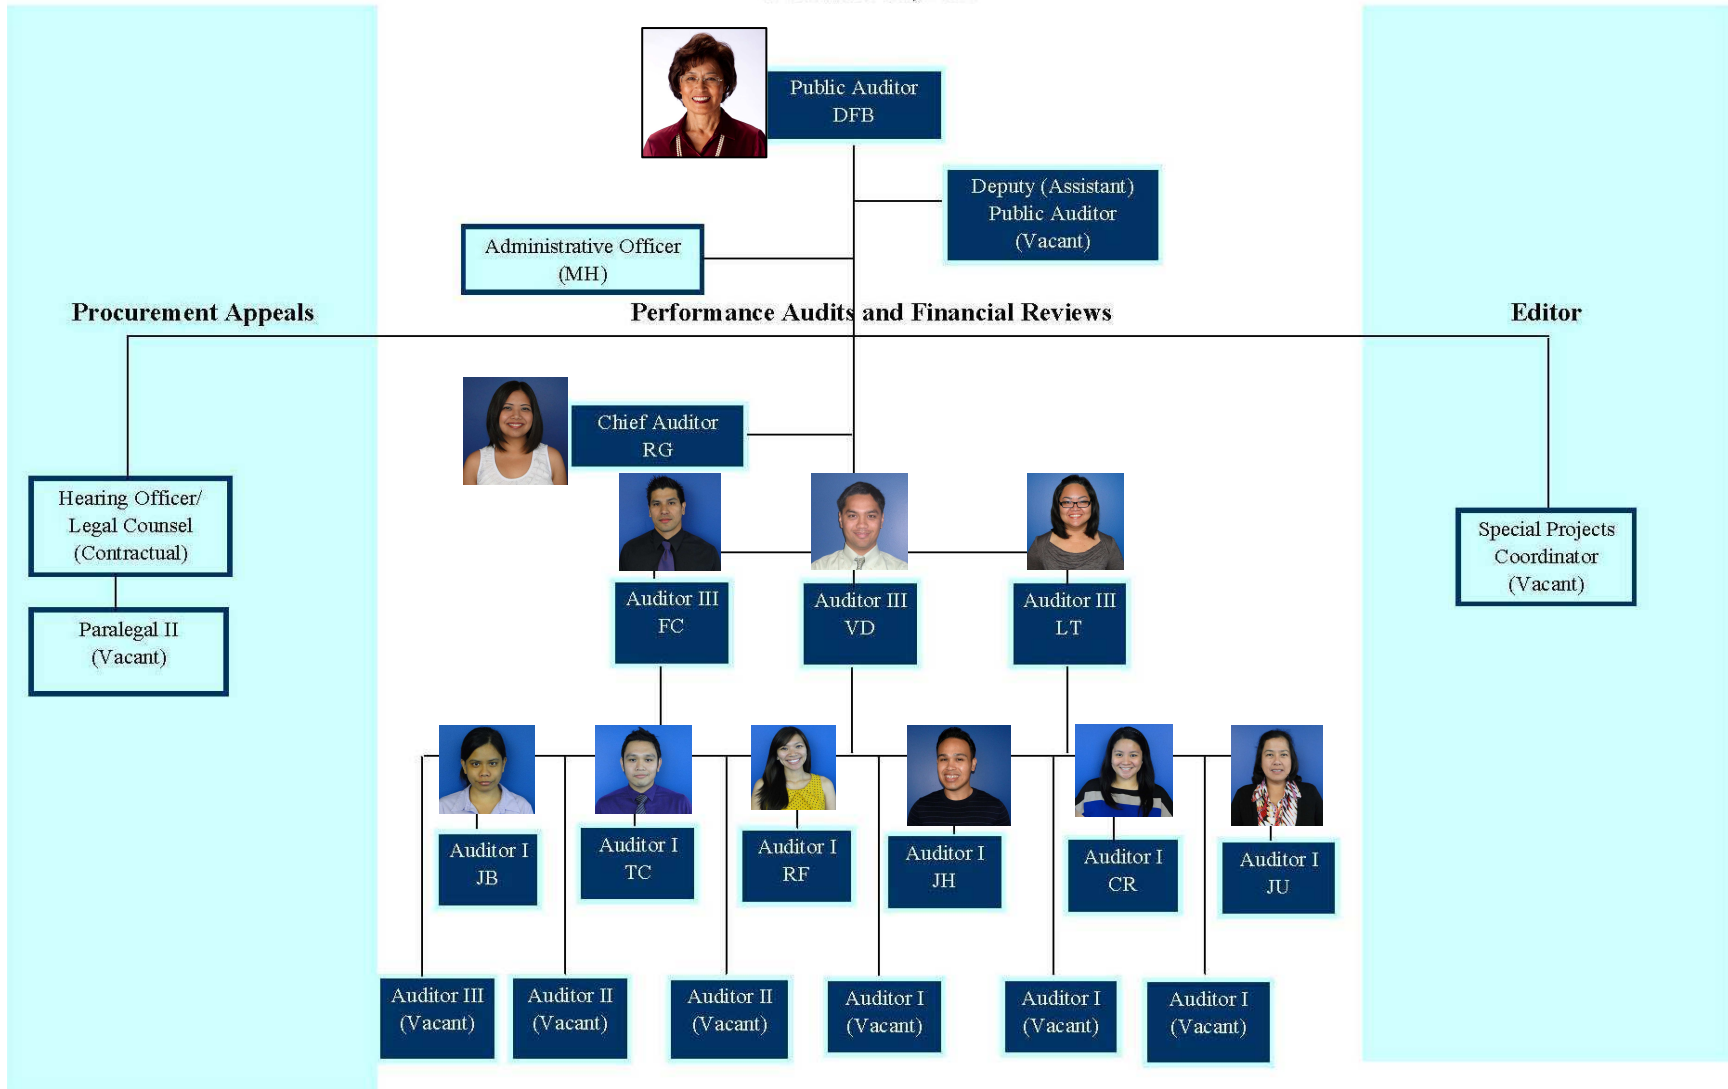 Public Auditor
DFB
Deputy (Assistant)
Public Auditor
(Vacant)
Administrative Officer
(MH)
Procurement Appeals
Performance Audits and Financial Reviews
Editor
Chief Auditor
RG
Hearing Officer/
Legal Counsel
(Contractual)
Paralegal II
(Vacant)
Special Projects
Coordinator
(Vacant)
Auditor III
FC
Auditor III
VD
Auditor III
LT
Auditor I
JB
Auditor I
TC
Auditor I
RF
Auditor I
JH
Auditor I
CR
Auditor I
JU
Auditor III
(Vacant)
Auditor II
(Vacant)
Auditor II
(Vacant)
Auditor I
(Vacant)
Auditor I
(Vacant)
Auditor I
(Vacant)